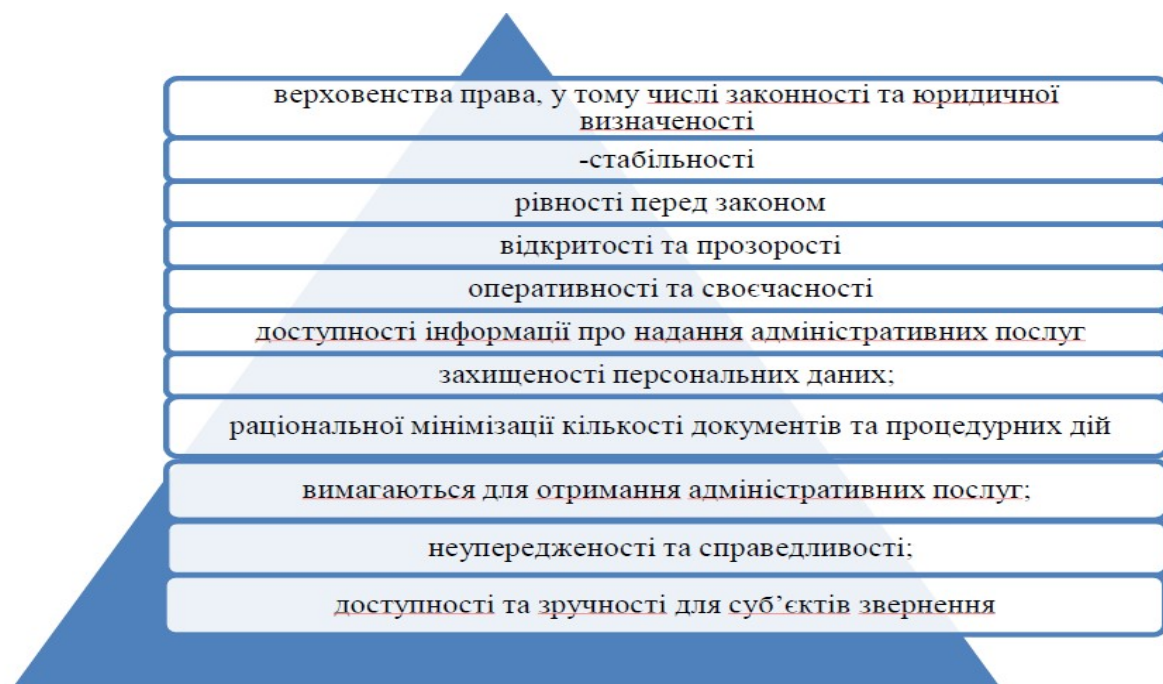 верховенства права, у тому числі законності та юридичної
визначеності
-стабільності
рівності перед законом
відкритості та прозорості
оперативності та своєчасності
доступності інформації про надання адміністративних послуг
захищеності персональних даних;
раціональної мінімізації кількості документів та процедурних дій
вимагаються для отримання адміністративних послуг;
неупередженості та справедливості;
доступності та зручності для суб’єктів звернення